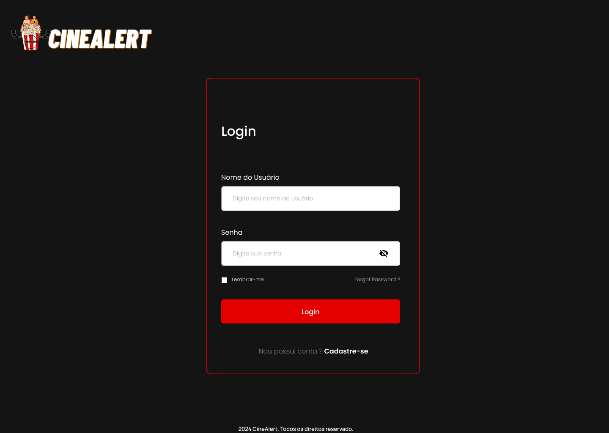 CINEALERT
Login
Nome do Usuário
Digite seu nome de usuário
Senha
Digite sua senha
Lembrar-me
Forgot Password ?
Login
Não possui conta ? Cadastre-se
2024 CineAlert. Todos os direitos reservado.